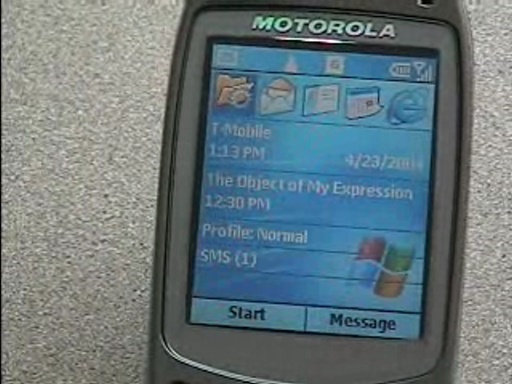 MOTOROLA
T-Mobile
1:13 PM 4/23/200
The Object of My Expression
12:30 PM
Profile: Normal
SMS (1)
Start Message